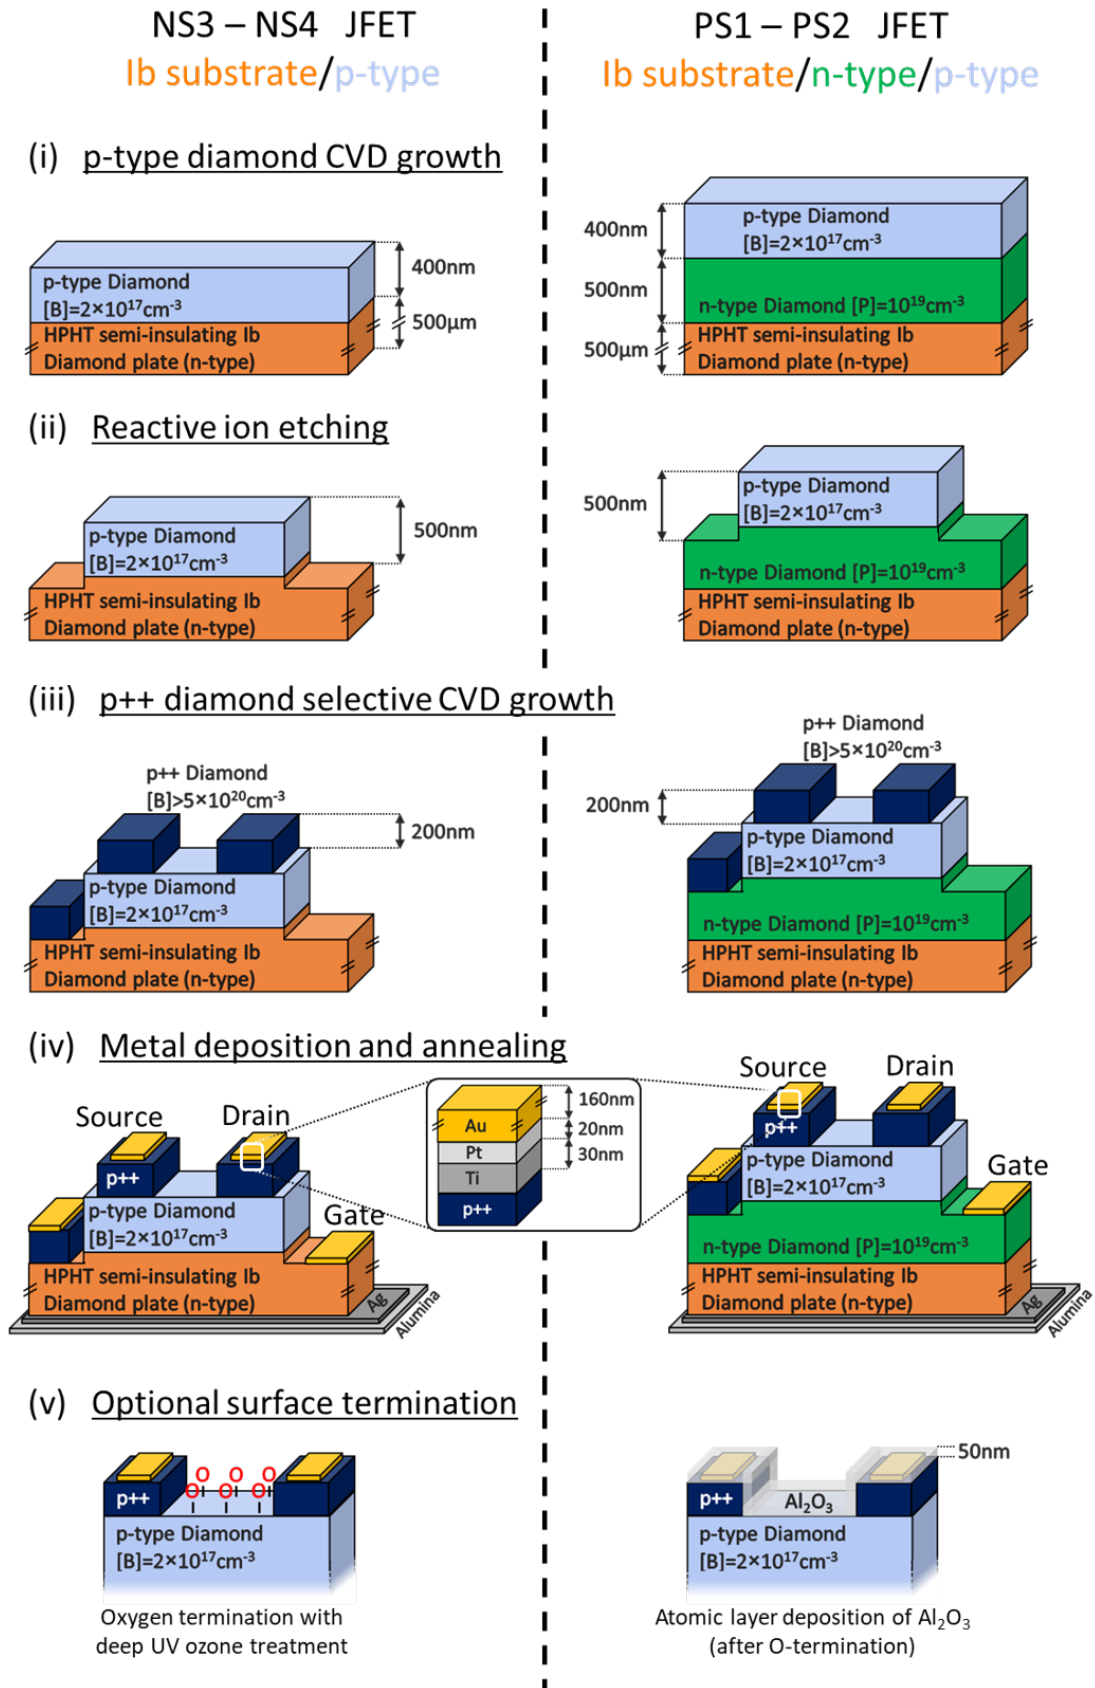 NS3 – NS4 JFET
Ib substrate/p-type
PS1 – PS2 JFET
Ib substrate/n-type/p-type
(i) p-type diamond CVD growth
p-type Diamond
[B]=2×10¹⁷cm⁻³
HPHT semi-insulating Ib
Diamond plate (n-type)
400nm
500µm
400nm
500nm
500µm
p-type Diamond
[B]=2×10¹⁷cm⁻³
n-type Diamond [P]=10¹⁹cm⁻³
HPHT semi-insulating Ib
Diamond plate (n-type)
(ii) Reactive ion etching
p-type Diamond
[B]=2×10¹⁷cm⁻³
HPHT semi-insulating Ib
Diamond plate (n-type)
500nm
500nm
p-type Diamond
[B]=2×10¹⁷cm⁻³
n-type Diamond [P]=10¹⁹cm⁻³
HPHT semi-insulating Ib
Diamond plate (n-type)
(iii) p++ diamond selective CVD growth
p++ Diamond
[B]>5×10²⁰cm⁻³
200nm
p-type Diamond
[B]=2×10¹⁷cm⁻³
HPHT semi-insulating Ib
Diamond plate (n-type)
p++ Diamond
[B]>5×10²⁰cm⁻³
200nm
p-type Diamond
[B]=2×10¹⁷cm⁻³
n-type Diamond [P]=10¹⁹cm⁻³
HPHT semi-insulating Ib
Diamond plate (n-type)
(iv) Metal deposition and annealing
Source
Drain
p++
p-type Diamond
[B]=2×10¹⁷cm⁻³
Gate
HPHT semi-insulating Ib
Diamond plate (n-type)
Ag
Alumina
Au
Pt
Ti
p++
160nm
20nm
30nm
Source
Drain
p++
p-type Diamond
[B]=2×10¹⁷cm⁻³
Gate
n-type Diamond [P]=10¹⁹cm⁻³
HPHT semi-insulating Ib
Diamond plate (n-type)
Ag
Alumina
(v) Optional surface termination
O O O
O O O
p++
p-type Diamond
[B]=2×10¹⁷cm⁻³
Oxygen termination with
deep UV ozone treatment
50nm
p++
Al₂O₃
p-type Diamond
[B]=2×10¹⁷cm⁻³
Atomic layer deposition of Al₂O₃
(after O-termination)